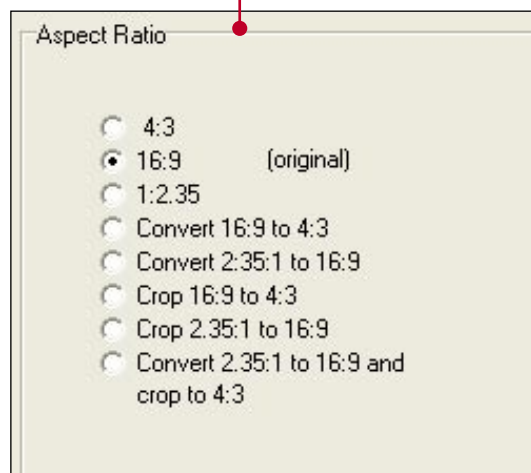 Aspect Ratio
4:3
16:9 (original)
1:2.35
Convert 16:9 to 4:3
Convert 2:35:1 to 16:9
Crop 16:9 to 4:3
Crop 2.35:1 to 16:9
Convert 2.35:1 to 16:9 and
crop to 4:3